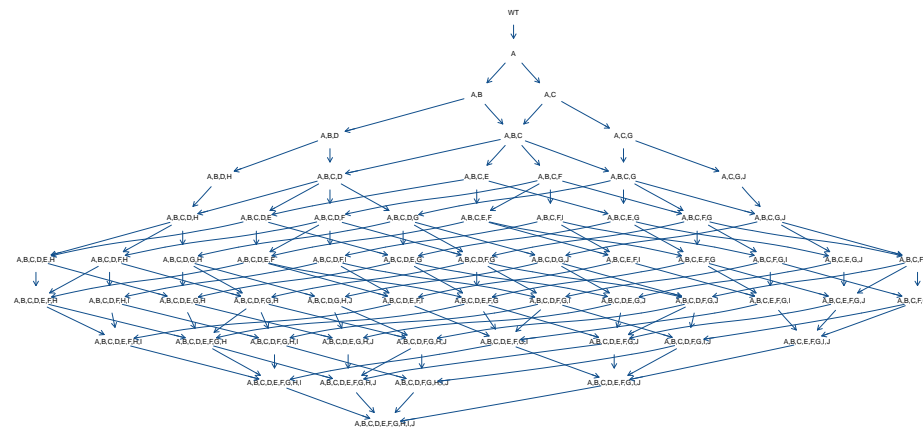 WT
A
A,B A,C
A,B,D A,B,C A,C,G
A,B,D,H A,B,C,D A,B,C,E A,B,C,F A,B,C,G A,C,G,J
A,B,C,D,H A,B,C,D,E A,B,C,D,F A,B,C,D,G A,B,C,E,F A,B,C,F,I A,B,C,E,G A,B,C,F,G A,B,C,G,J
A,B,C,D,E,H A,B,C,D,F,H A,B,C,D,G,H A,B,C,D,E,F A,B,C,D,F,I A,B,C,D,E,G A,B,C,D,F,G A,B,C,D,G,J A,B,C,E,F,I A,B,C,E,F,G A,B,C,F,G,I A,B,C,E,G,J A,B,C,F
A,B,C,D,E,F,H A,B,C,D,F,H,I A,B,C,D,E,G,H A,B,C,D,F,G,H A,B,C,D,G,H,J A,B,C,D,E,F,I A,B,C,D,E,F,G A,B,C,D,F,G,I A,B,C,D,E,G,J A,B,C,D,F,G,J A,B,C,E,F,G,I A,B,C,E,F,G,J A,B,C,F,
A,B,C,D,E,F,H,I A,B,C,D,E,F,G,H A,B,C,D,F,G,H,I A,B,C,D,E,G,H,J A,B,C,D,F,G,H,J A,B,C,D,E,F,G,I A,B,C,D,E,F,G,J A,B,C,D,F,G,I,J A,B,C,E,F,G,I,J
A,B,C,D,E,F,G,H,I A,B,C,D,E,F,G,H,J A,B,C,D,F,G,H,I,J A,B,C,D,E,F,G,I,J
A,B,C,D,E,F,G,H,I,J